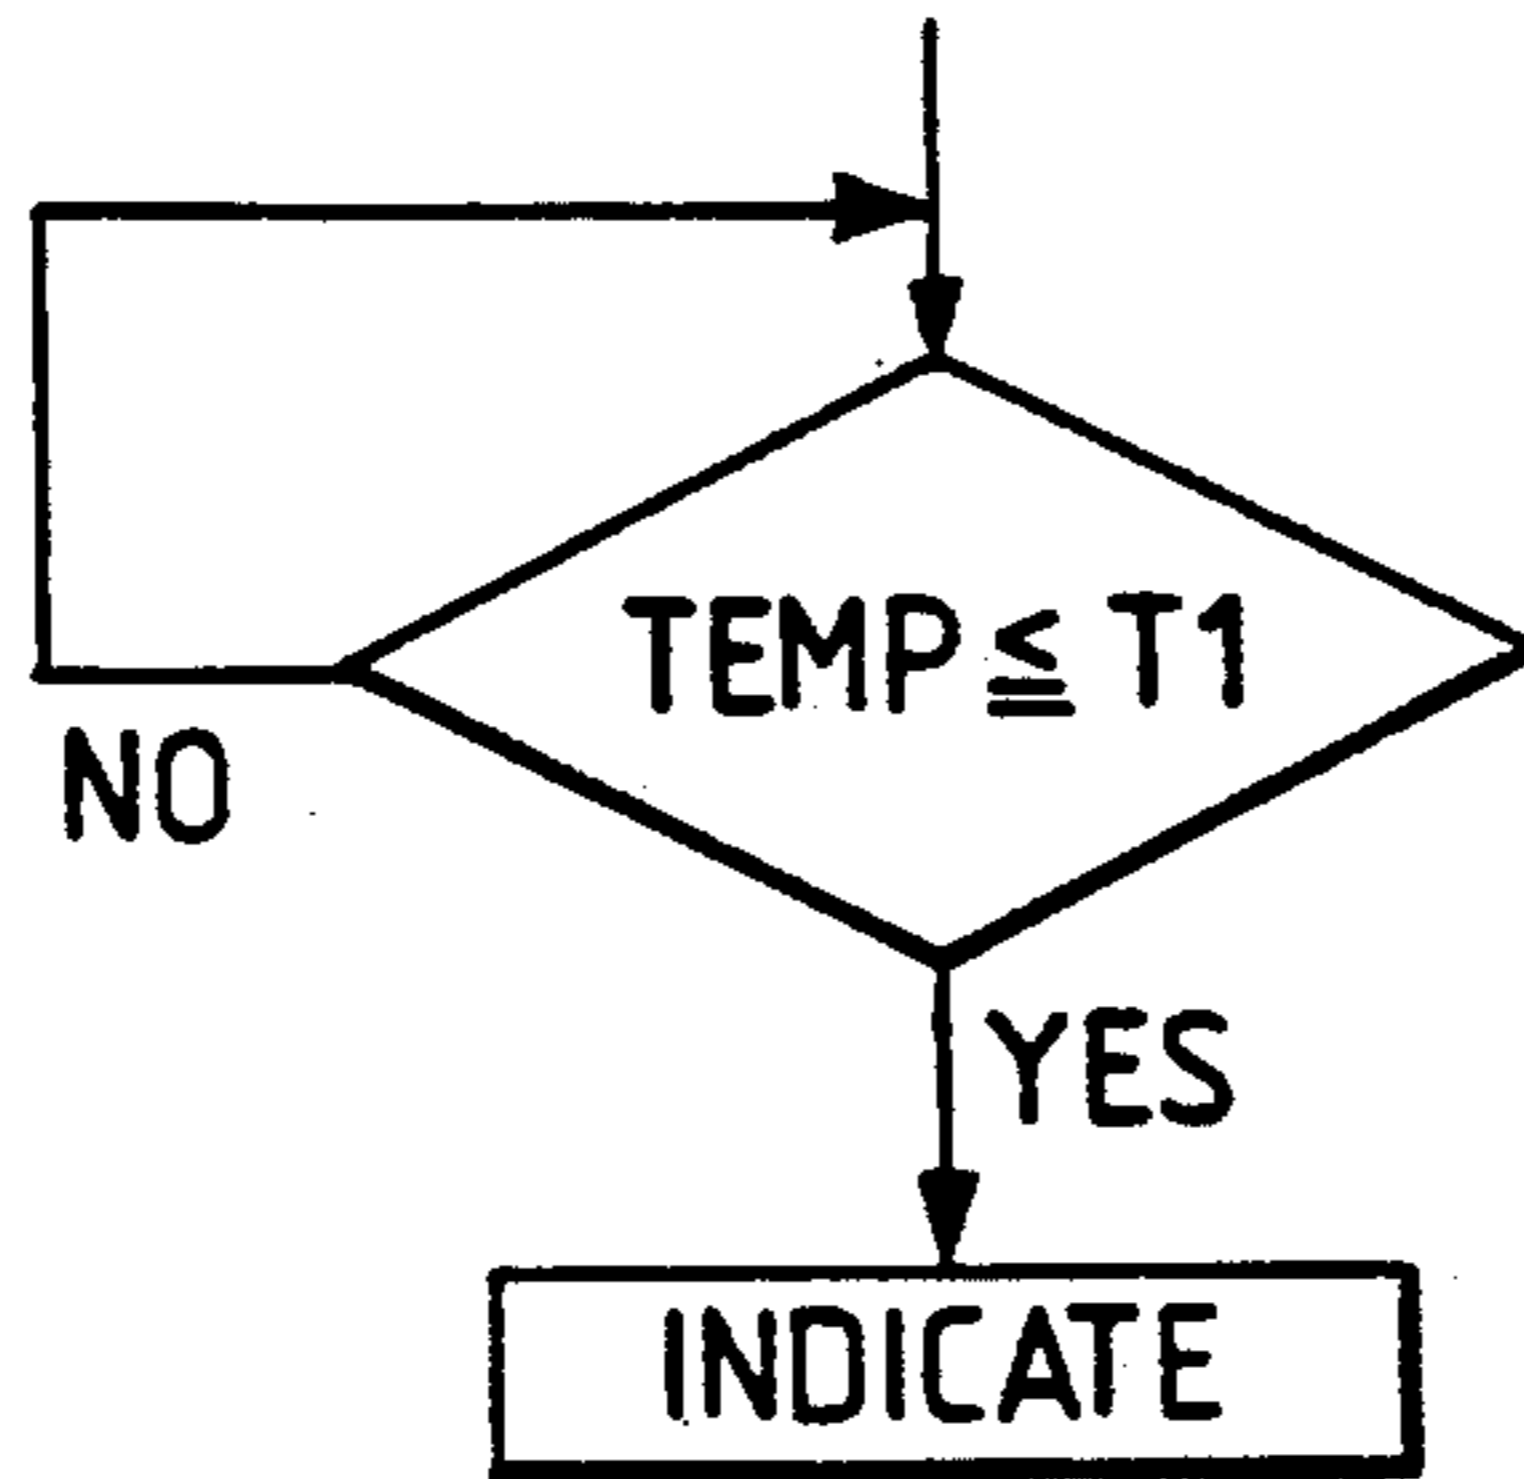 TEMP ≦ T1
NO
YES
INDICATE